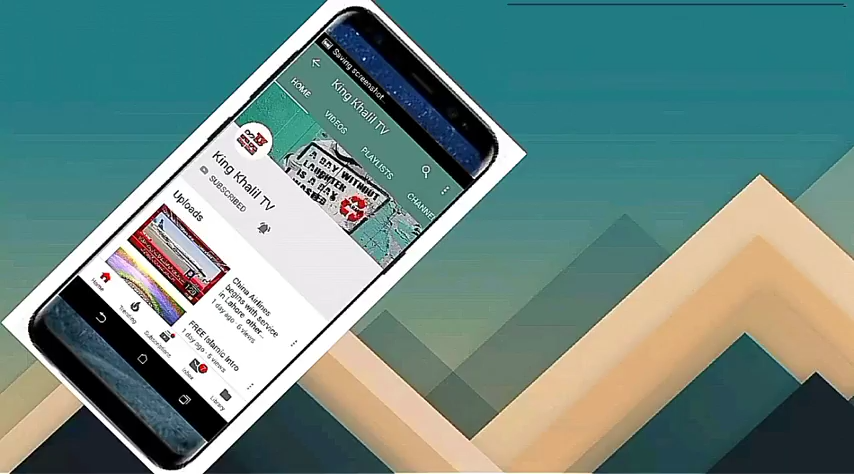 Saving screenshot...
King Khalil TV
HOME
VIDEOS
PLAYLISTS
CHANNE
A DAY WITHOUT
LAUGHTER
IS A DAY
King Khalil TV
SUBSCRIBED
Uploads
China Airlines
begins with service
in Lahore other...
1 day ago · 6 views
FREE Islamic Intro
1 day ago · 5 views
Home
Trending
Subscriptions
Inbox
7
Library